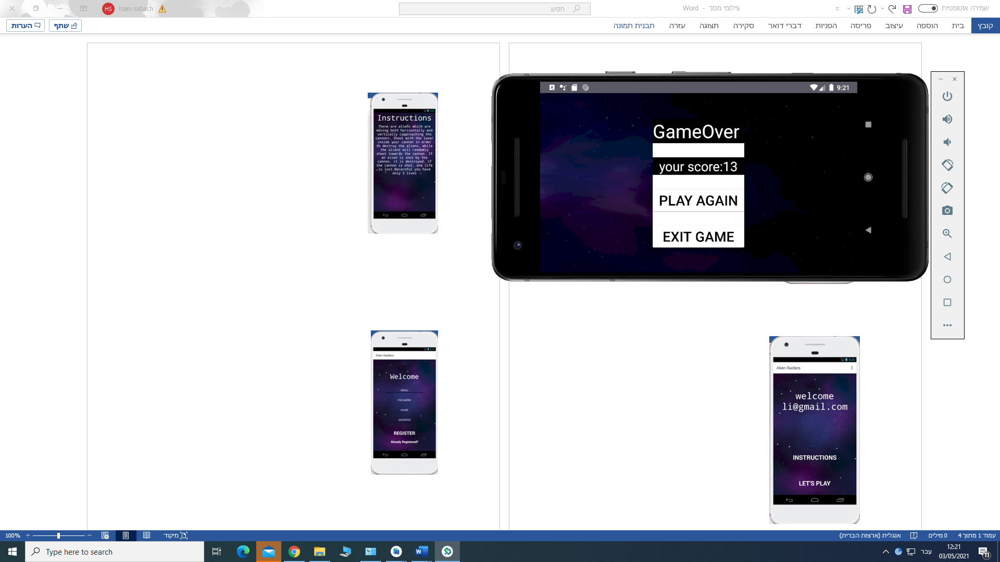 שמירה אוטומטית
צילומי מסך - Word
חפש
haim sabach
HS
קובץ
בית
הוספה
עיצוב
פריסה
הפניות
דברי דואר
סקירה
תצוגה
עזרה
תבנית תמונה
שתף
הערות
Instructions
There are aliens which are
moving both horizontally and
vertically (approaching the
cannon). Shoot with the laser
inside your cannon in order
to destroy the aliens, while
the aliens will randomly
shoot towards the cannon. If
an alien is shot by the
cannon, it is destroyed. if
the cannon is shot, one life
is lost.Becareful you have
only 3 lives
9:21
GameOver
your score:13
PLAY AGAIN
EXIT GAME
Alien Raiders
Welcome
EMAIL
PASSWORD
NAME
ADDRESS
REGISTER
Already Registered?
8:40
Alien Raiders
welcome
li@gmail.com
INSTRUCTIONS
LET'S PLAY
עמוד 1 מתוך 4
0 מילים
אנגלית (ארצות הברית)
מיקוד
100%
Type here to search
עבר
12:21
03/05/2021
11